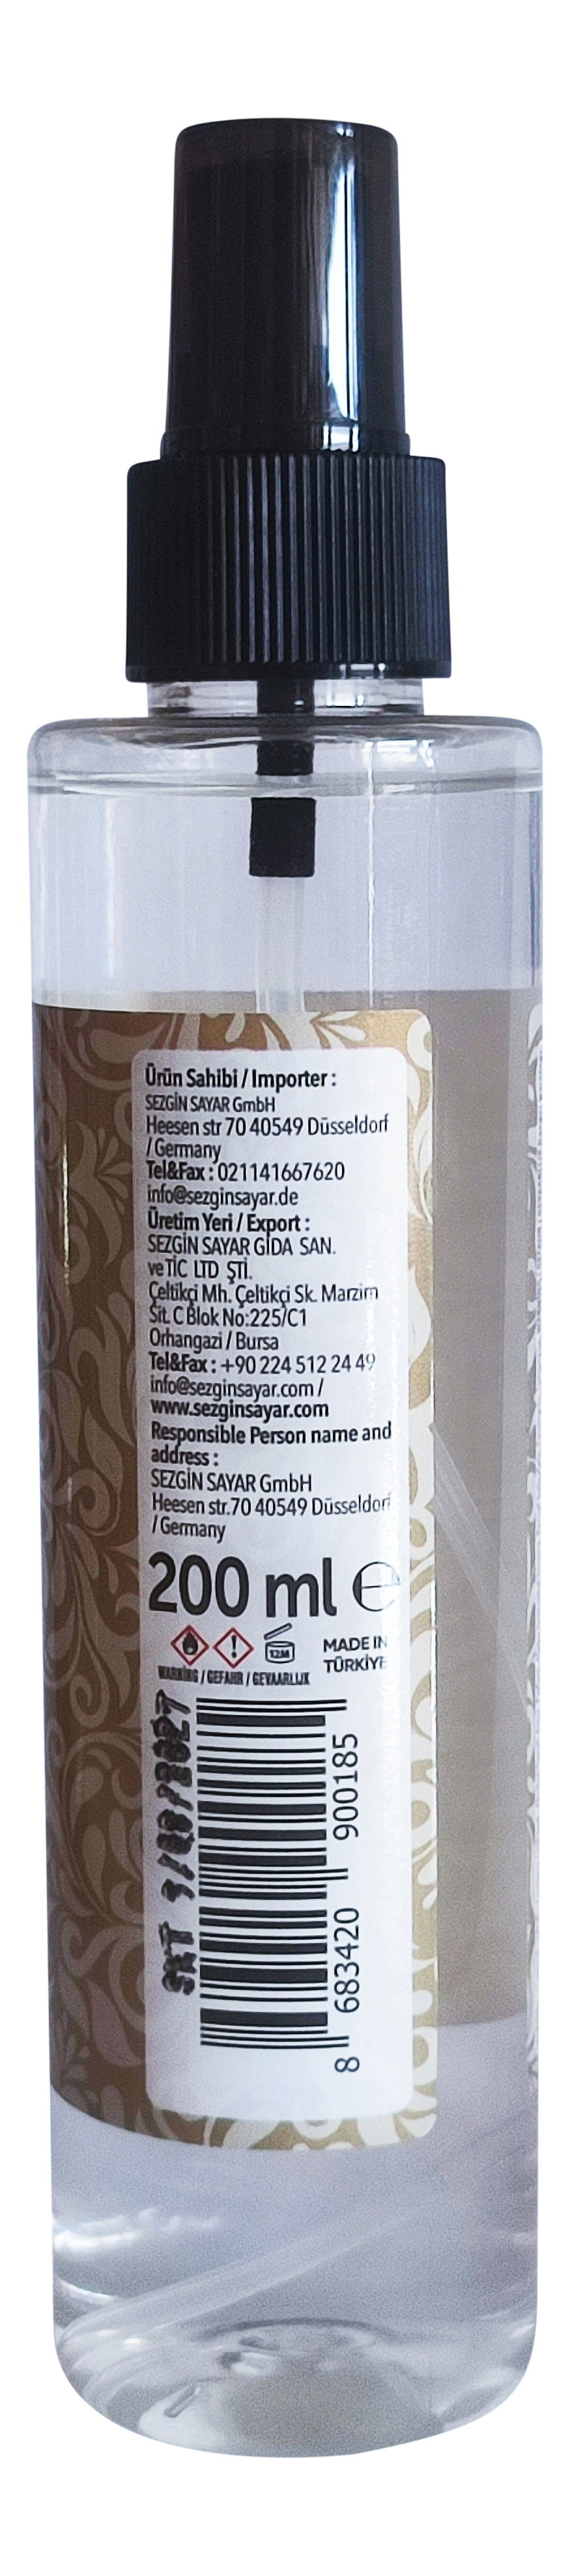 Ürün Sahibi / Importer :
SEZGİN SAYAR GmbH
Heesen str 70 40549 Düsseldorf
/ Germany
Tel&Fax : 021141667620
info@sezginsayar.de
Üretim Yeri / Export :
SEZGİN SAYAR GIDA SAN.
ve TİC LTD ŞTİ.
Çeltikçi Mh. Çeltikçi Sk. Marzim
Sit. C Blok No:225/C1
Orhangazi / Bursa
Tel&Fax : +90 224 512 24 49
info@sezginsayar.com /
www.sezginsayar.com
Responsible Person name and
address :
SEZGİN SAYAR GmbH
Heesen str.70 40549 Düsseldorf
/ Germany
200 ml ℮
12M
MADE IN
TÜRKİYE
WARNING / GEFAHR / GEVAARLIJK
SKT
8 683420 900185